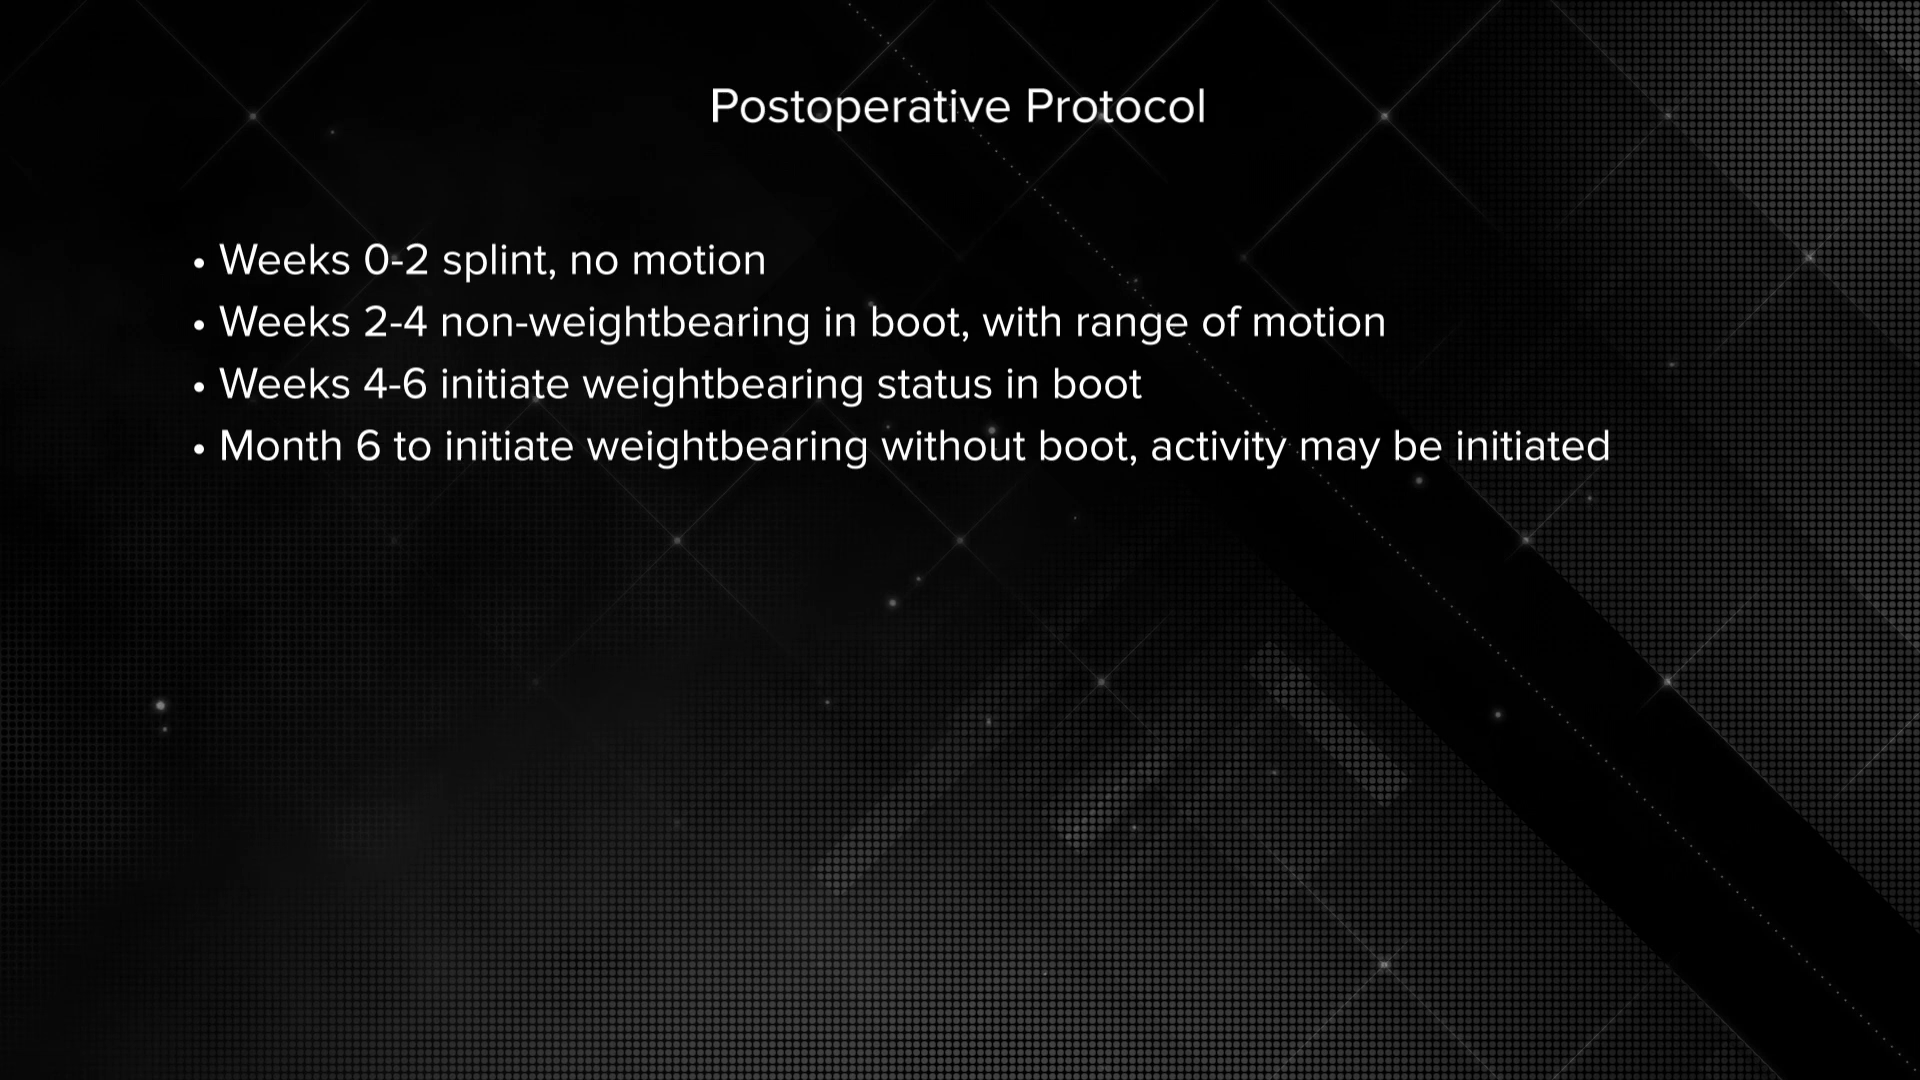 Postoperative Protocol
• Weeks 0-2 splint, no motion
• Weeks 2-4 non-weightbearing in boot, with range of motion
• Weeks 4-6 initiate weightbearing status in boot
• Month 6 to initiate weightbearing without boot, activity may be initiated